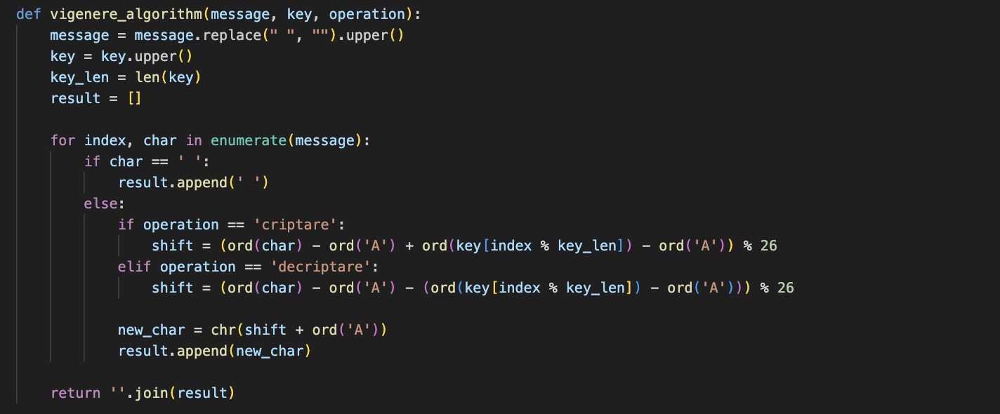 def vigenere_algorithm(message, key, operation):
    message = message.replace(" ", "").upper()
    key = key.upper()
    key_len = len(key)
    result = []

    for index, char in enumerate(message):
        if char == ' ':
            result.append(' ')
        else:
            if operation == 'criptare':
                shift = (ord(char) - ord('A') + ord(key[index % key_len]) - ord('A')) % 26
            elif operation == 'decriptare':
                shift = (ord(char) - ord('A') - (ord(key[index % key_len]) - ord('A'))) % 26

            new_char = chr(shift + ord('A'))
            result.append(new_char)

    return ''.join(result)